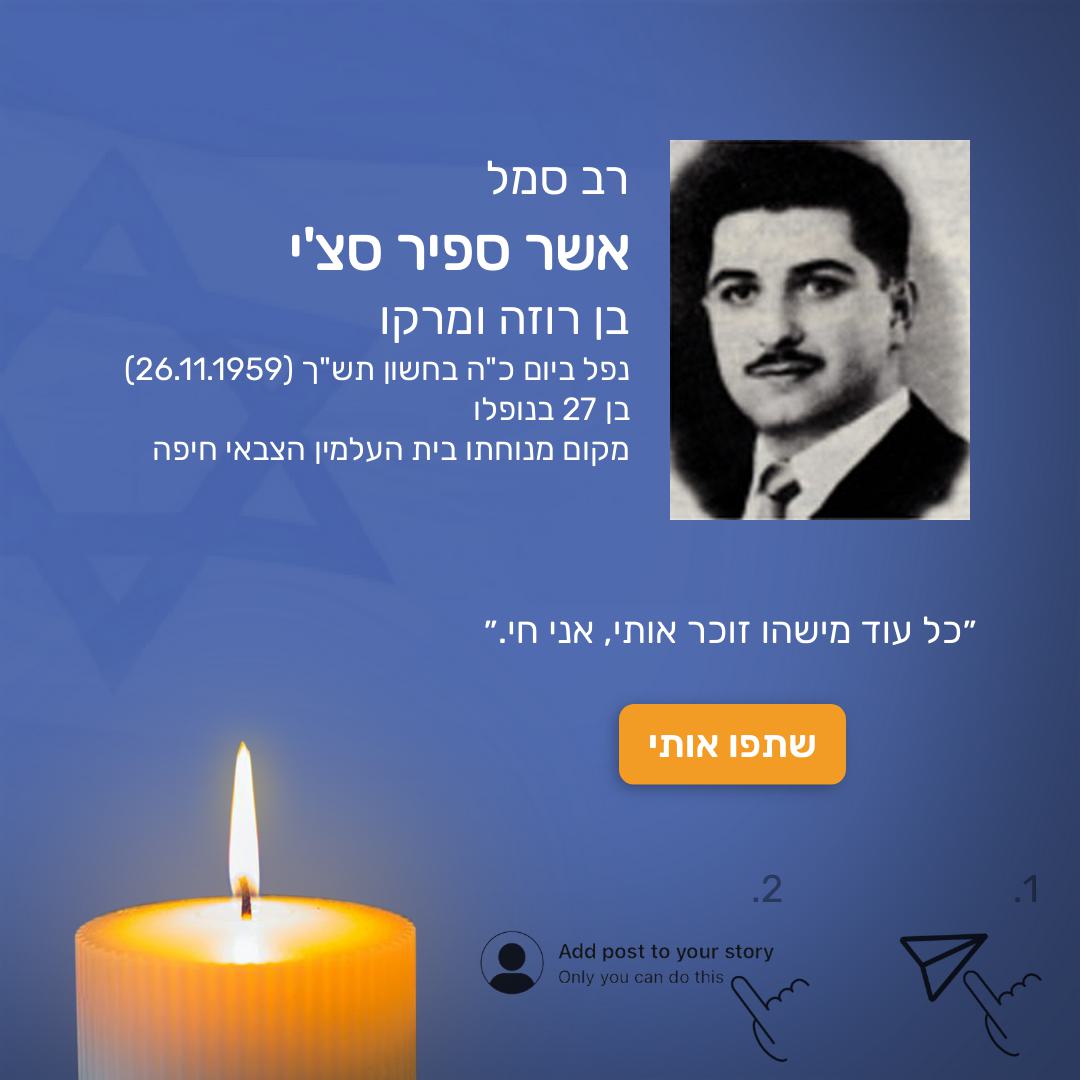 רב סמל
אשר ספיר סצ'י
בן רוזה ומרקו
נפל ביום כ"ה בחשון תש"ך (26.11.1959)
בן 27 בנופלו
מקום מנוחתו בית העלמין הצבאי חיפה
״כל עוד מישהו זוכר אותי, אני חי.״
שתפו אותי
1.
2.
Add post to your story
Only you can do this